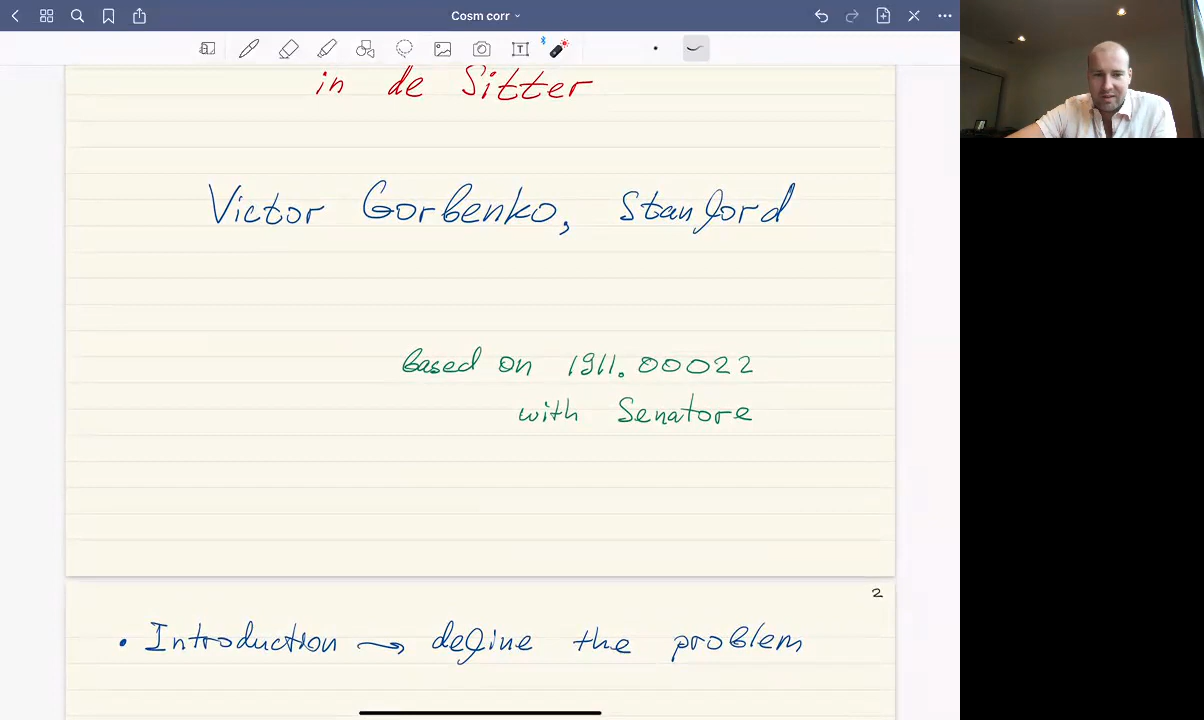 Cosm corr
in de Sitter
Victor Gorbenko, Stanford
based on 1911.00022
with Senatore
2
• Introduction → define the problem